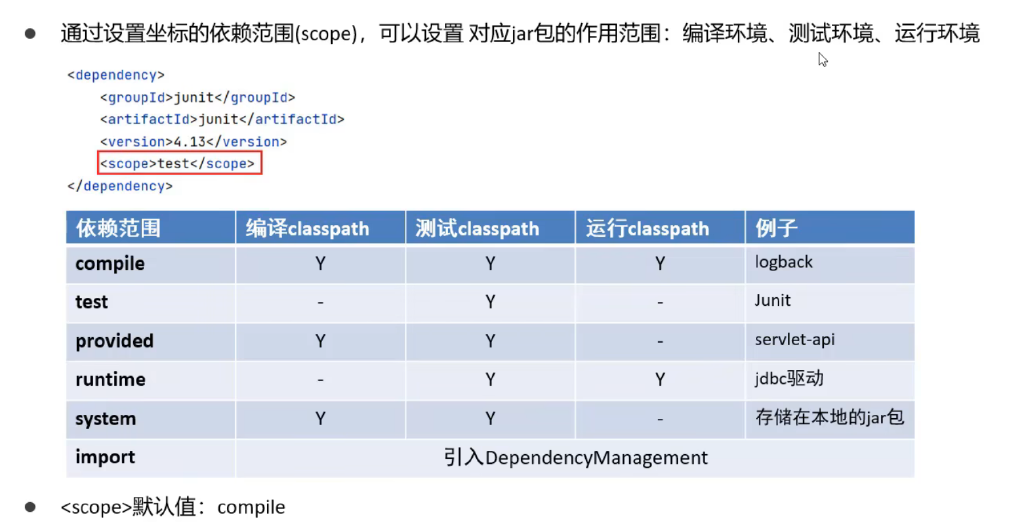 ● 通过设置坐标的依赖范围(scope)，可以设置 对应jar包的作用范围：编译环境、测试环境、运行环境
<dependency>
<groupId>junit</groupId>
<artifactId>junit</artifactId>
<version>4.13</version>
<scope>test</scope>
</dependency>
依赖范围 编译classpath 测试classpath 运行classpath 例子
compile Y Y Y logback
test - Y - Junit
provided Y Y - servlet-api
runtime - Y Y jdbc驱动
system Y Y - 存储在本地的jar包
import 引入DependencyManagement
● <scope>默认值：compile